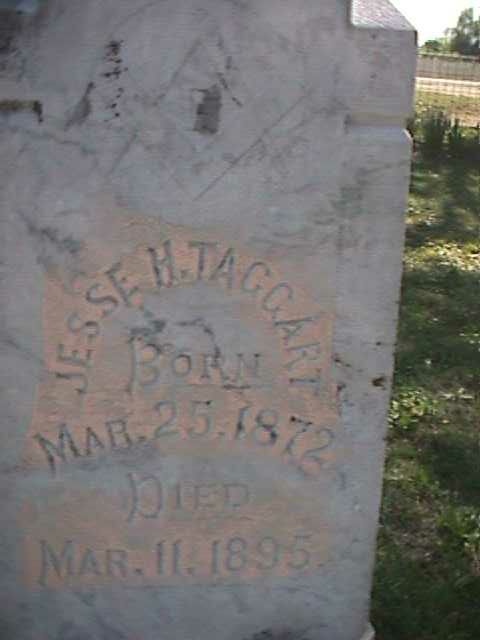 JESSE H. TAGGART
BORN
MAR. 25. 1872
DIED
MAR. 11. 1895.